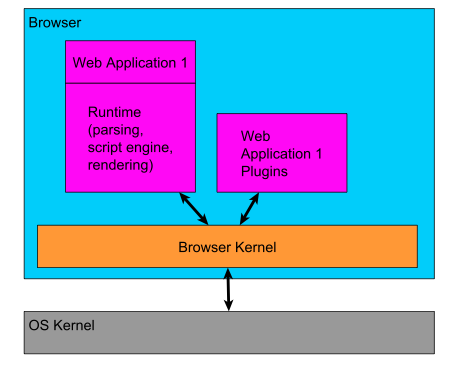 Browser
Web Application 1
Runtime
(parsing,
script engine,
rendering)
Web
Application 1
Plugins
Browser Kernel
OS Kernel